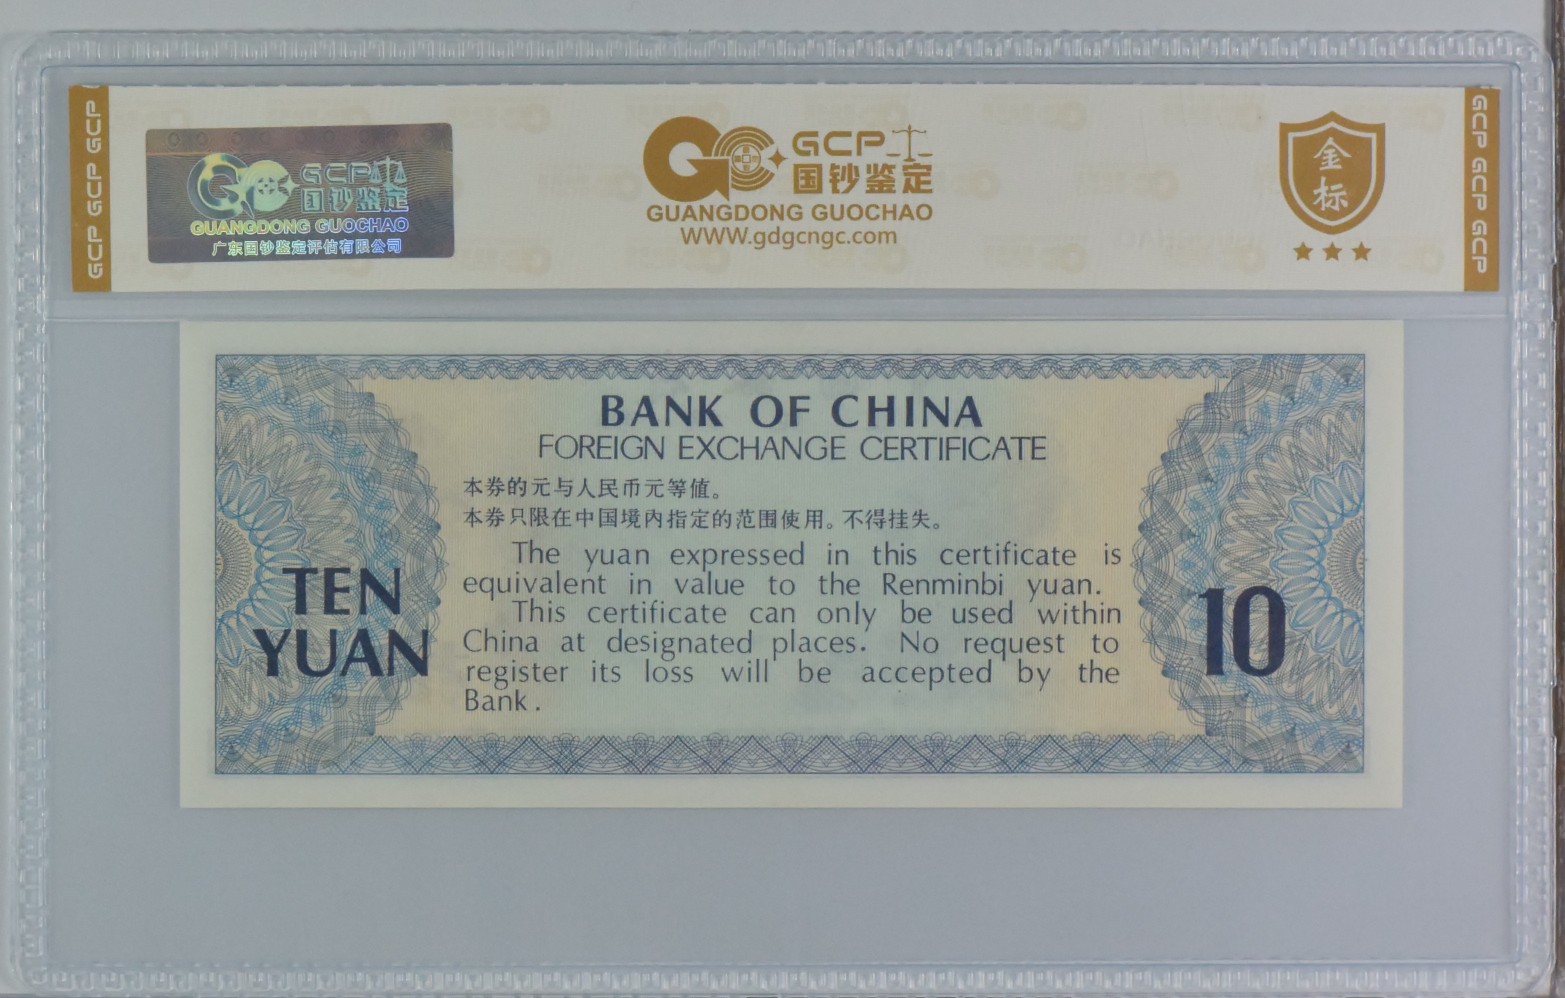 GCP GCP GCP
GCP
国钞鉴定
GUANGDONG GUOCHAO
广东国钞鉴定评估有限公司
GCP
国钞鉴定
GUANGDONG GUOCHAO
WWW.gdgcngc.com
金
标
GCP GCP GCP
BANK OF CHINA
FOREIGN EXCHANGE CERTIFICATE
本券的元与人民币元等值。
本券只限在中国境内指定的范围使用。不得挂失。
The yuan expressed in this certificate is
equivalent in value to the Renminbi yuan.
This certificate can only be used within
China at designated places. No request to
register its loss will be accepted by the
Bank.
TEN
YUAN
10